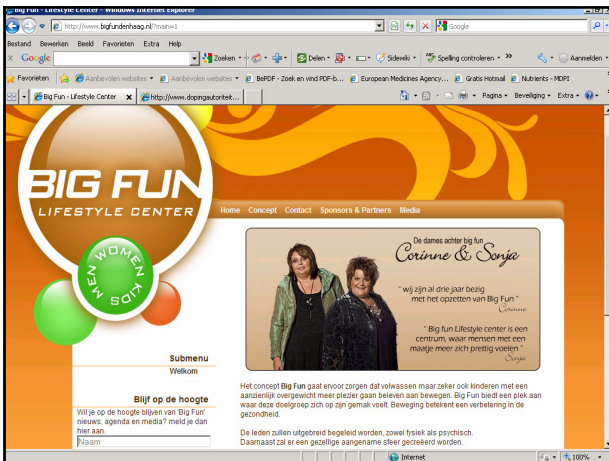 Big Fun - Lifestyle Center - Windows Internet Explorer
http://www.bigfundenhaag.nl/?main=1
Google
Bestand Bewerken Beeld Favorieten Extra Help
x Google Zoeken Delen Sidewiki Spelling controleren » Aanmelden
Favorieten Aanbevolen websites Aanbevolen websites BePDF - Zoek en vind PDF-b... European Medicines Agency... Gratis Hotmail Nutrients - MDPI
Big Fun - Lifestyle Center x http://www.dopingautoriteit... Pagina Beveiliging Extra
BIG FUN
LIFESTYLE CENTER
Home Concept Contact Sponsors & Partners Media
MEN WOMEN KIDS
De dames achter big fun
Corinne & Sonja
" wij zijn al drie jaar bezig
met het opzetten van Big Fun "
Corinne
" Big fun Lifestyle center is een
centrum, waar mensen met een
maatje meer zich prettig voelen "
Sonja
Submenu
Welkom
Blijf op de hoogte
Wil je op de hoogte blijven van 'Big Fun'
nieuws, agenda en media? meld je dan
hier aan.
Naam
Het concept Big Fun gaat ervoor zorgen dat volwassen maar zeker ook kinderen met een
aanzienlijk overgewicht meer plezier gaan beleven aan bewegen. Big Fun biedt een plek aan
waar deze doelgroep zich op zijn gemak voelt. Beweging betekent een verbetering in de
gezondheid.
De leden zullen uitgebreid begeleid worden, zowel fysiek als psychisch.
Daarnaast zal er een gezellige aangename sfeer gecreëerd worden.
Internet 100%